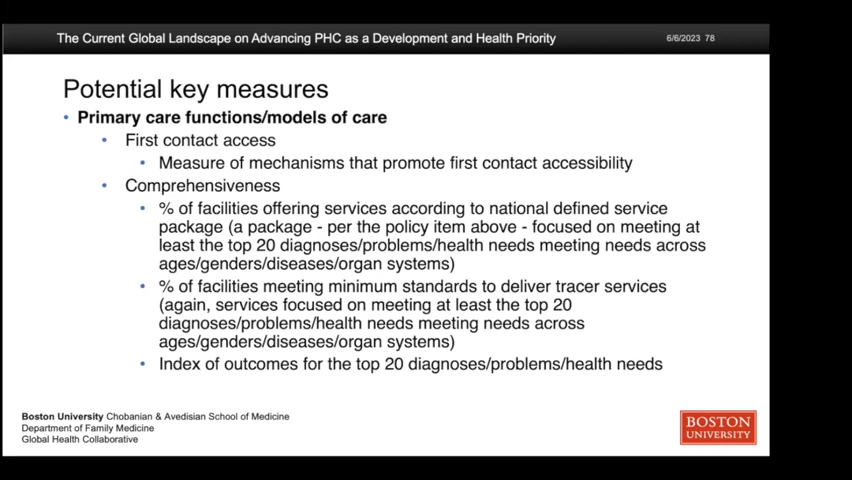 The Current Global Landscape on Advancing PHC as a Development and Health Priority
6/6/2023 78
Potential key measures
• Primary care functions/models of care
• First contact access
• Measure of mechanisms that promote first contact accessibility
• Comprehensiveness
• % of facilities offering services according to national defined service
package (a package - per the policy item above - focused on meeting at
least the top 20 diagnoses/problems/health needs meeting needs across
ages/genders/diseases/organ systems)
• % of facilities meeting minimum standards to deliver tracer services
(again, services focused on meeting at least the top 20
diagnoses/problems/health needs meeting needs across
ages/genders/diseases/organ systems)
• Index of outcomes for the top 20 diagnoses/problems/health needs
Boston University Chobanian & Avedisian School of Medicine
Department of Family Medicine
Global Health Collaborative
BOSTON
UNIVERSITY